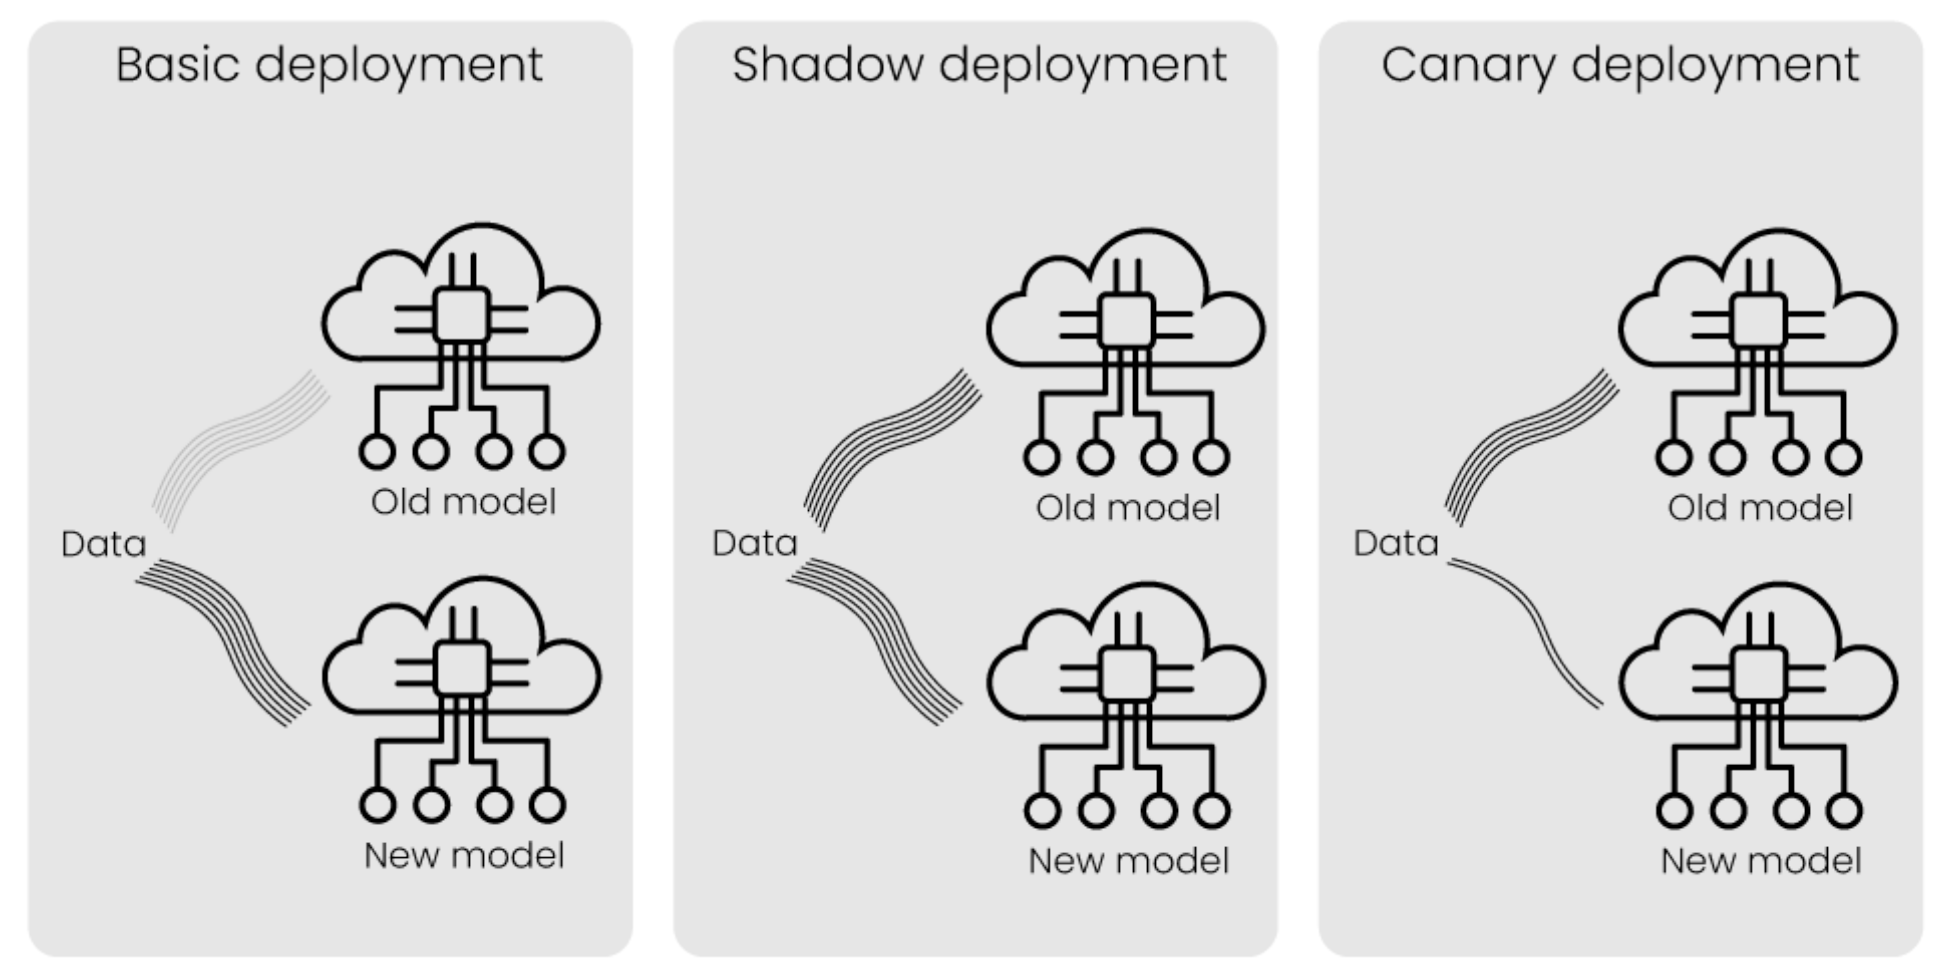 Basic deployment
Old model
Data
New model
Shadow deployment
Old model
Data
New model
Canary deployment
Old model
Data
New model